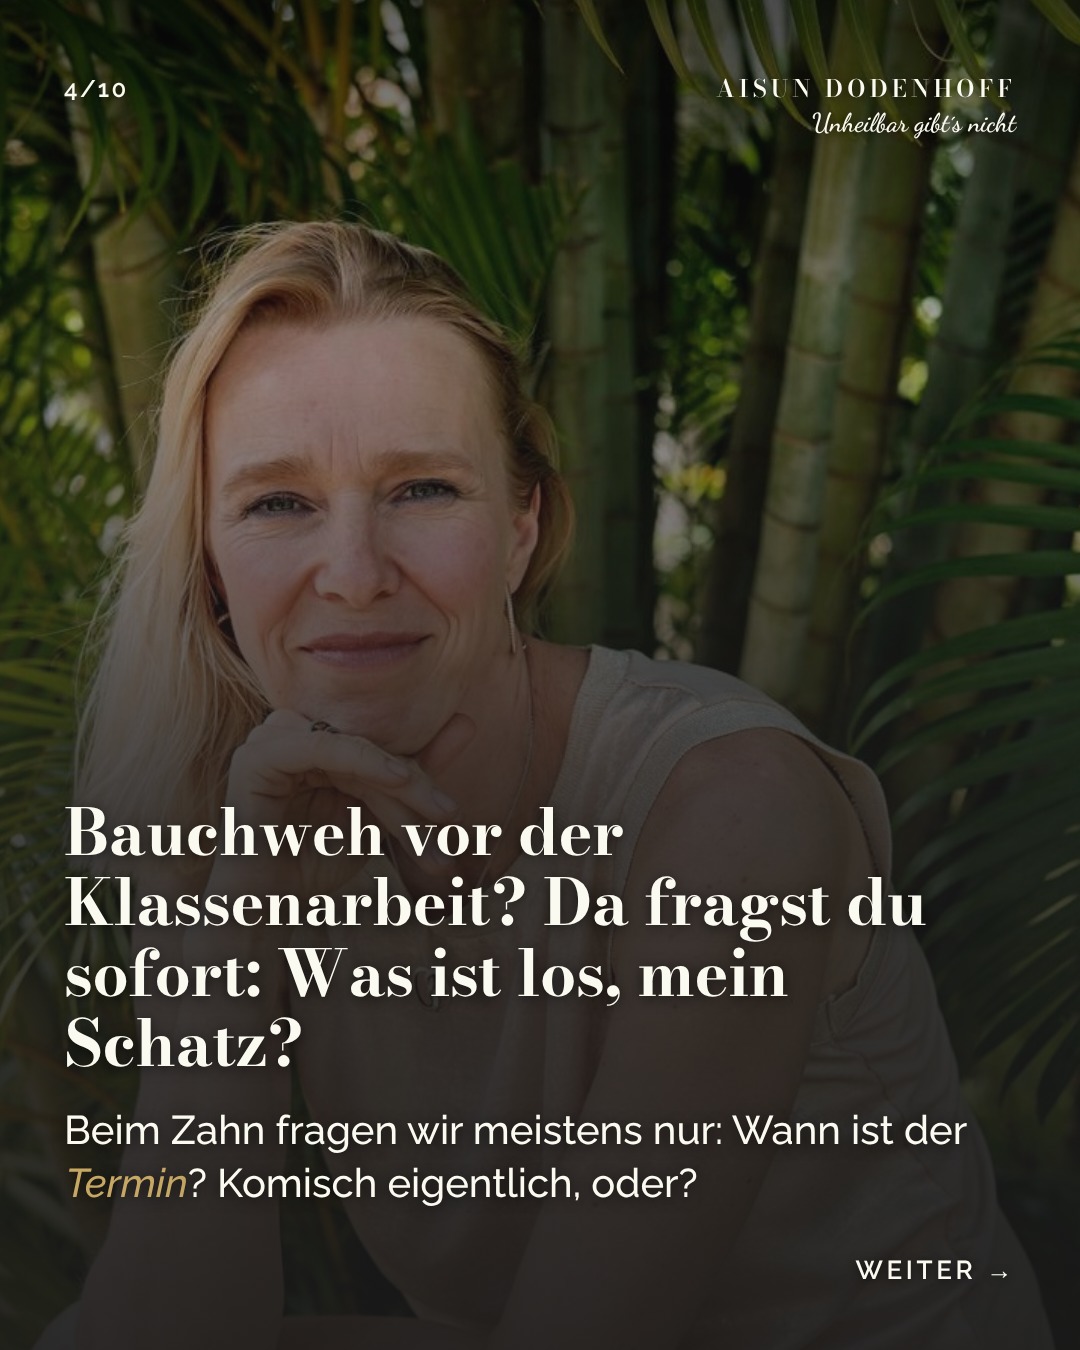 4/10
AISUN DODENHOFF
Unheilbar gibt's nicht
Bauchweh vor der
Klassenarbeit? Da fragst du
sofort: Was ist los, mein
Schatz?
Beim Zahn fragen wir meistens nur: Wann ist der
Termin? Komisch eigentlich, oder?
WEITER →